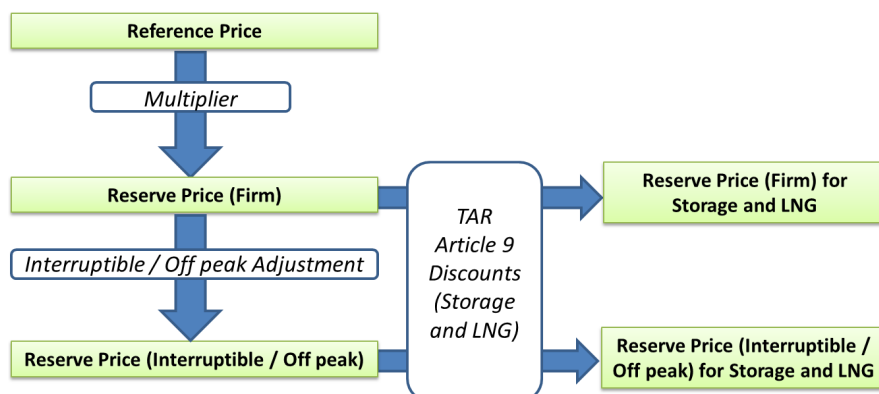 Reference Price
Multiplier
Reserve Price (Firm)
Interruptible / Off peak Adjustment
Reserve Price (Interruptible / Off peak)
TAR
Article 9
Discounts
(Storage
and LNG)
Reserve Price (Firm) for
Storage and LNG
Reserve Price (Interruptible /
Off peak) for Storage and LNG